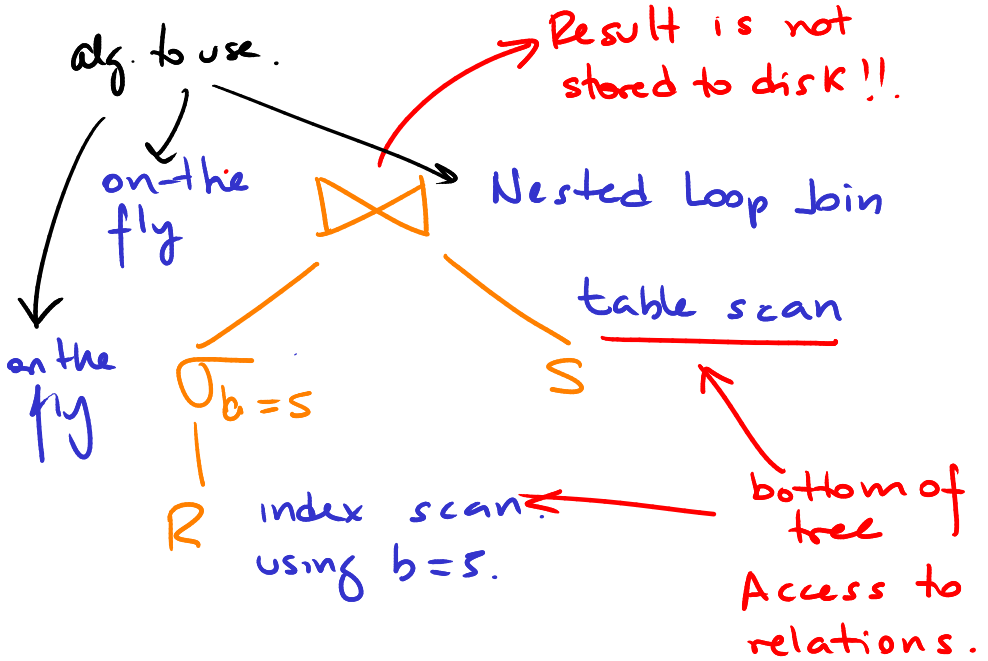 alg. to use.
Result is not
stored to disk!!.
on-the
fly
⋈
Nested Loop Join
on the
fly
σb=5
S
table scan
R
index scan.
using b=5.
bottom of
tree
Access to
relations.